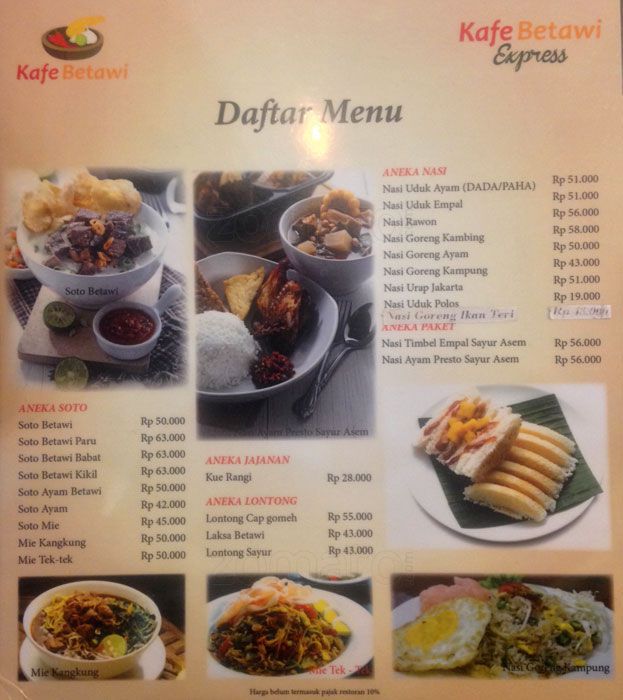 Kafe Betawi
Kafe Betawi
Express
Daftar Menu
Soto Betawi
ANEKA SOTO
Soto Betawi Rp 50.000
Soto Betawi Paru Rp 63.000
Soto Betawi Babat Rp 63.000
Soto Betawi Kikil Rp 63.000
Soto Ayam Betawi Rp 50.000
Soto Ayam Rp 42.000
Soto Mie Rp 45.000
Mie Kangkung Rp 50.000
Mie Tek-tek Rp 50.000
Ayam Presto Sayur Asem
ANEKA JAJANAN
Kue Rangi Rp 28.000
ANEKA LONTONG
Lontong Cap gomeh Rp 55.000
Laksa Betawi Rp 43.000
Lontong Sayur Rp 43.000
ANEKA NASI
Nasi Uduk Ayam (DADA/PAHA) Rp 51.000
Nasi Uduk Empal Rp 51.000
Nasi Rawon Rp 56.000
Nasi Goreng Kambing Rp 58.000
Nasi Goreng Ayam Rp 50.000
Nasi Goreng Kampung Rp 43.000
Nasi Urap Jakarta Rp 51.000
Nasi Uduk Polos Rp 19.000
Nasi Goreng Ikan Teri Rp
ANEKA PAKET
Nasi Timbel Empal Sayur Asem Rp 56.000
Nasi Ayam Presto Sayur Asem Rp 56.000
Mie Kangkung
Mie Tek - Tek
Nasi Goreng Kampung
Harga belum termasuk pajak restoran 10%